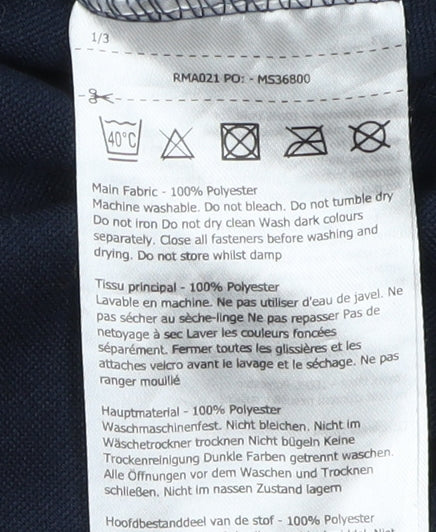 1/3
RMA021 PO: - MS36800
40°C
Main Fabric - 100% Polyester
Machine washable. Do not bleach. Do not tumble dry
Do not iron Do not dry clean Wash dark colours
separately. Close all fasteners before washing and
drying. Do not store whilst damp
Tissu principal - 100% Polyester
Lavable en machine. Ne pas utiliser d'eau de javel. Ne
pas sécher au sèche-linge Ne pas repasser Pas de
netoyage à sec Laver les couleurs foncées
séparément. Fermer toutes les glissières et les
attaches velcro avant le lavage et le séchage. Ne pas
ranger mouillé
Hauptmaterial - 100% Polyester
Waschmaschinenfest. Nicht bleichen. Nicht im
Wäschetrockner trocknen Nicht bügeln Keine
Trockenreinigung Dunkle Farben getrennt waschen.
Alle Öffnungen vor dem Waschen und Trocknen
schließen. Nicht im nassen Zustand lagern
Hoofdbestanddeel van de stof - 100% Polyester